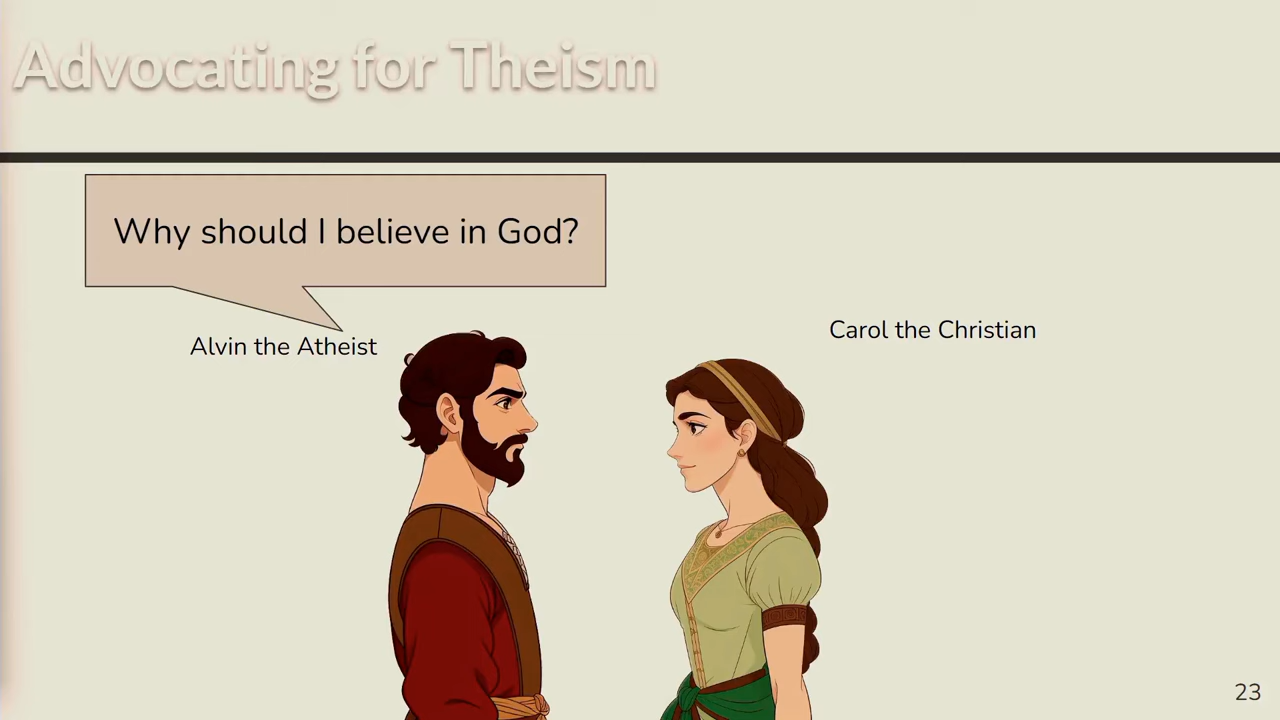 Advocating for Theism
Why should I believe in God?
Carol the Christian
Alvin the Atheist
23